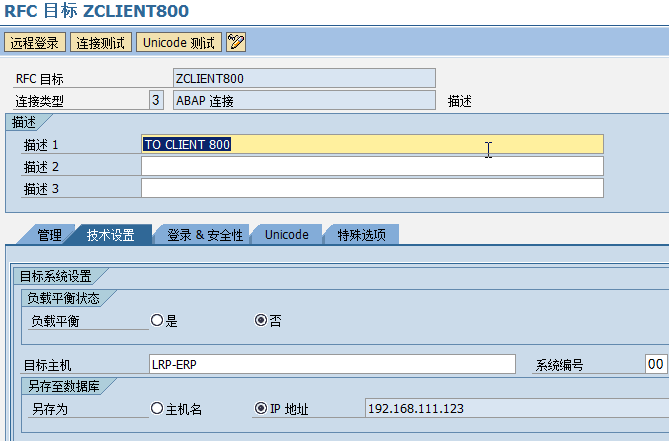 RFC 目标 ZCLIENT800
远程登录 连接测试 Unicode 测试
RFC 目标 ZCLIENT800
连接类型 3 ABAP 连接 描述
描述
描述 1 TO CLIENT 800
描述 2
描述 3
管理 技术设置 登录 & 安全性 Unicode 特殊选项
目标系统设置
负载平衡状态
负载平衡 是 否
目标主机 LRP-ERP 系统编号 00
另存至数据库
另存为 主机名 IP 地址 192.168.111.123